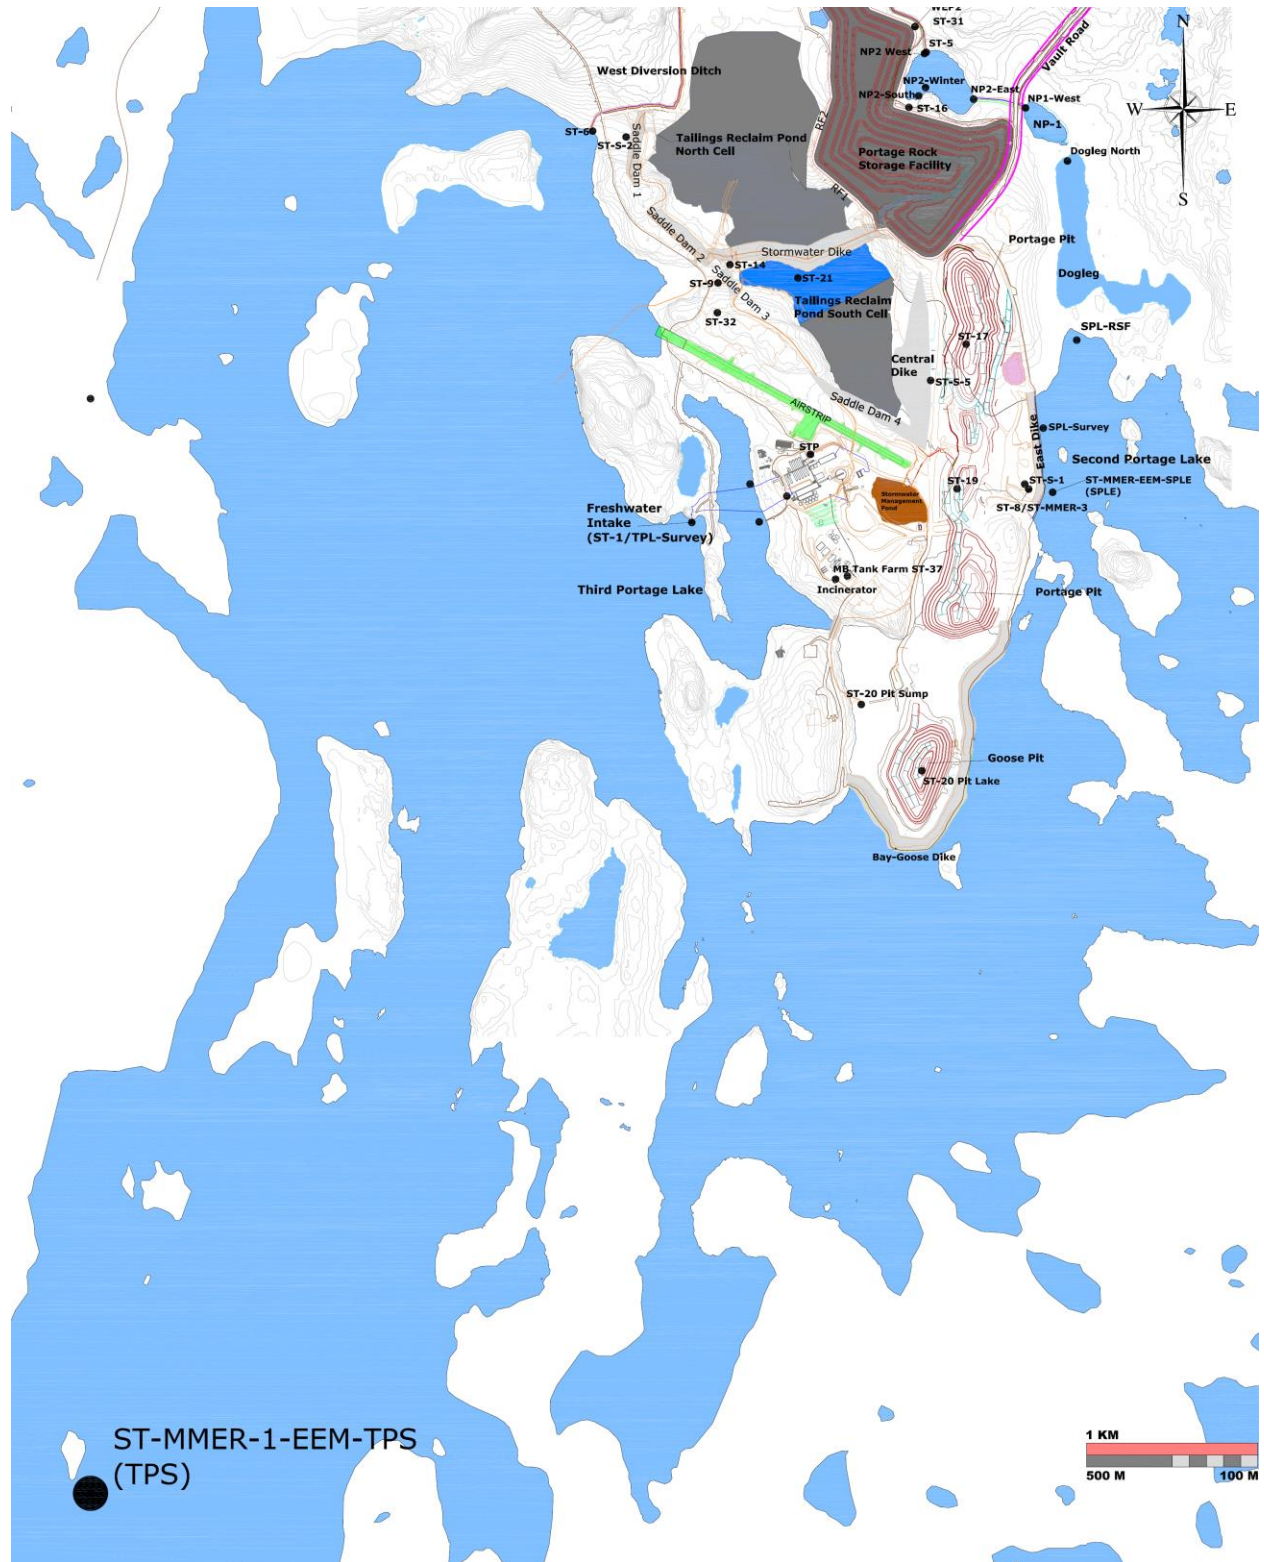 WEP2
ST-31
N
ST-5
NP2 West
Vault Road
West Diversion Ditch
NP2-Winter
NP2-South
NP2-East
NP1-West
ST-16
W
E
RF2
NP-1
ST-6
ST-S-2
Saddle Dam 1
Tailings Reclaim Pond
North Cell
Portage Rock
Storage Facility
Dogleg North
RF1
S
Saddle Dam 2
Stormwater Dike
Portage Pit
ST-14
Dogleg
ST-9
Saddle Dam 3
ST-21
Tailings Reclaim
Pond South Cell
ST-32
SPL-RSF
ST-17
Central
Dike
ST-S-5
AIRSTRIP
Saddle Dam 4
East Dike
SPL-Survey
STP
Second Portage Lake
ST-19
ST-S-1
ST-MMER-EEM-SPLE
(SPLE)
Stormwater
Management
Pond
ST-8/ST-MMER-3
Freshwater
Intake
(ST-1/TPL-Survey)
MB Tank Farm ST-37
Incinerator
Third Portage Lake
Portage Pit
ST-20 Pit Sump
Goose Pit
ST-20 Pit Lake
Bay-Goose Dike
ST-MMER-1-EEM-TPS
(TPS)
1 KM
500 M
100 M